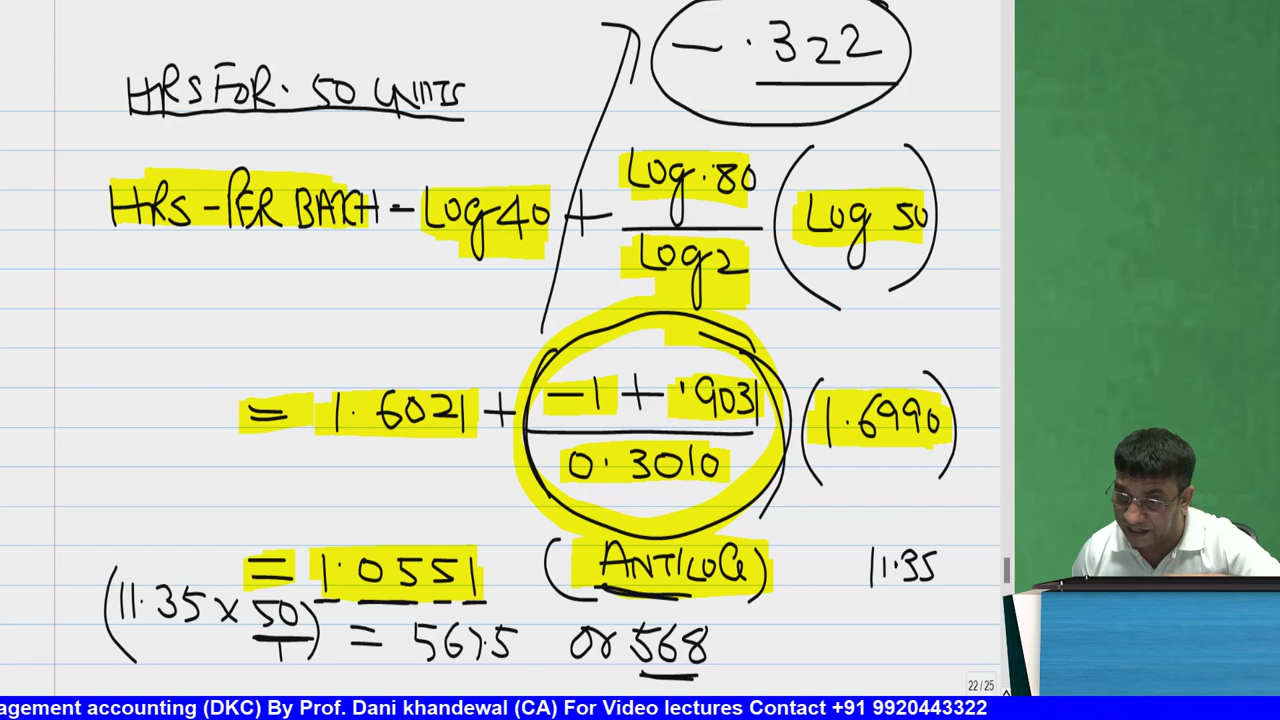 - .322
HRS FOR. 50 UNITS
HRS - PER BATCH - Log 40 + Log .80 / Log 2 (Log 50)
= 1.6021 + -1 + .9031 / 0.3010 (1.6990)
= 1.0551 (ANTILOG) 11.35
(11.35 x 50/1) = 567.5 or 568
22 / 25
agement accounting (DKC) By Prof. Dani khandewal (CA) For Video lectures Contact +91 9920443322